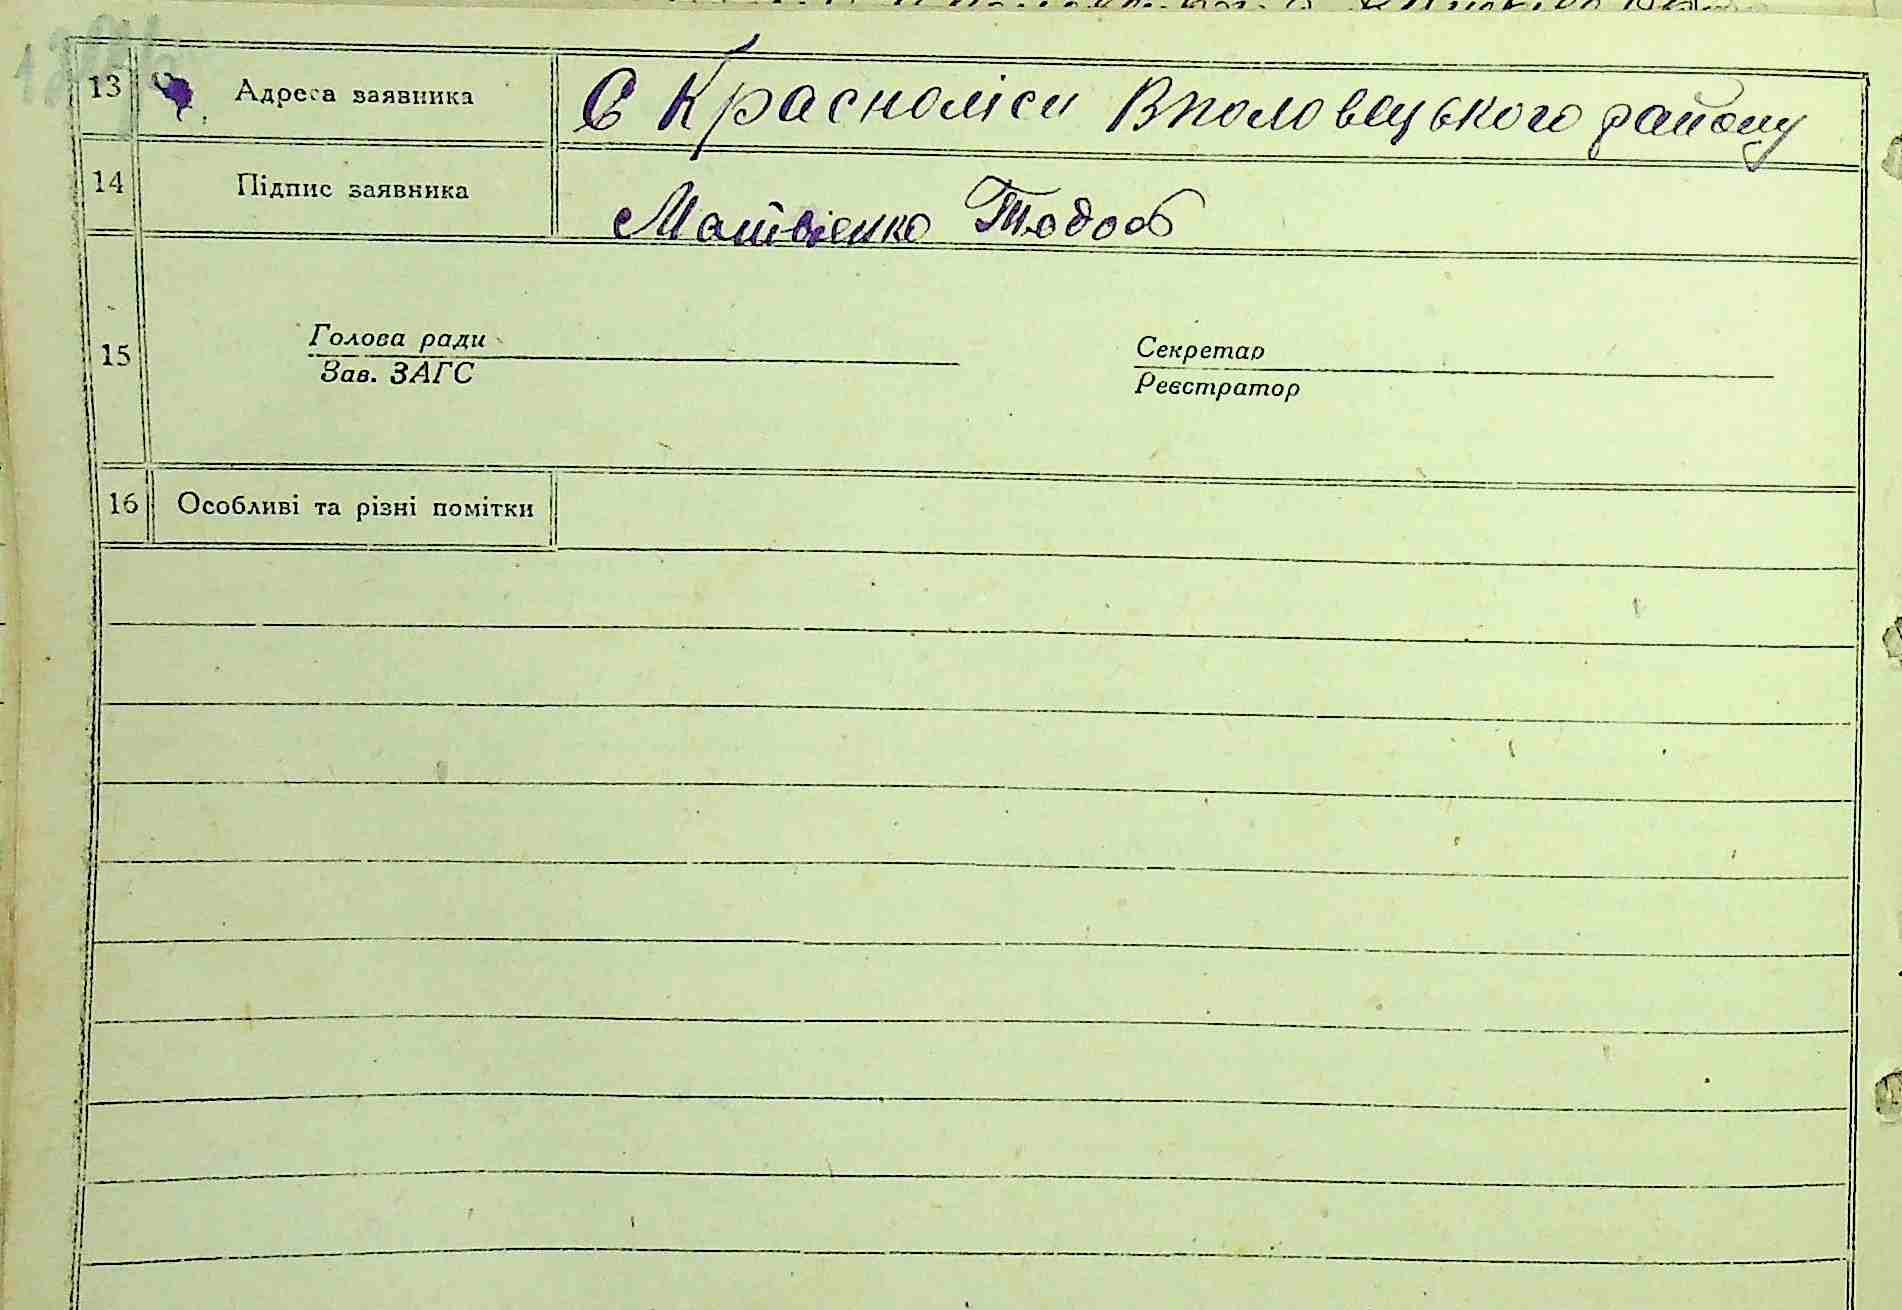 13 Адреса заявника С Краснолiси Вполовецького району
14 Підпис заявника Матвієнко Тодос
15
Голова ради Секретар
Зав. ЗАГС Реєстратор
16 Особливі та різні помітки